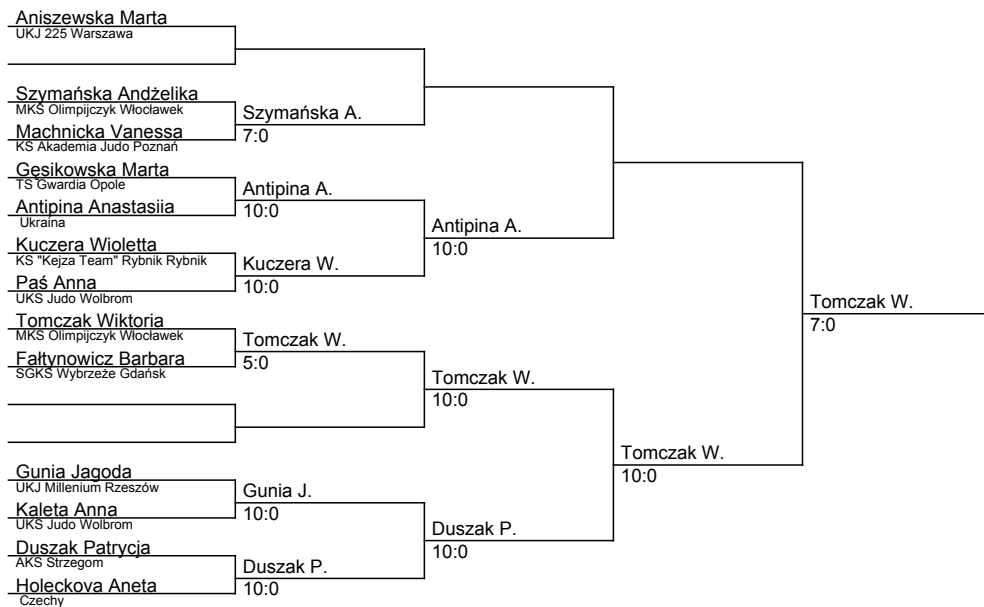 Aniszewska Marta
UKJ 225 Warszawa
Szymańska Andżelika
MKS Olimpijczyk Włocławek
Machnicka Vanessa
KS Akademia Judo Poznań
Szymańska A.
7:0
Gęsikowska Marta
TS Gwardia Opole
Antipina Anastasiia
Ukraina
Antipina A.
10:0
Kuczera Wioletta
KS "Kejza Team" Rybnik Rybnik
Paś Anna
UKS Judo Wolbrom
Kuczera W.
10:0
Antipina A.
10:0
Tomczak Wiktoria
MKS Olimpijczyk Włocławek
Fałtynowicz Barbara
SGKS Wybrzeże Gdańsk
Tomczak W.
5:0
Tomczak W.
10:0
Gunia Jagoda
UKJ Millenium Rzeszów
Kaleta Anna
UKS Judo Wolbrom
Gunia J.
10:0
Duszak Patrycja
AKS Strzegom
Holeckova Aneta
Czechy
Duszak P.
10:0
Duszak P.
10:0
Tomczak W.
10:0
Tomczak W.
7:0